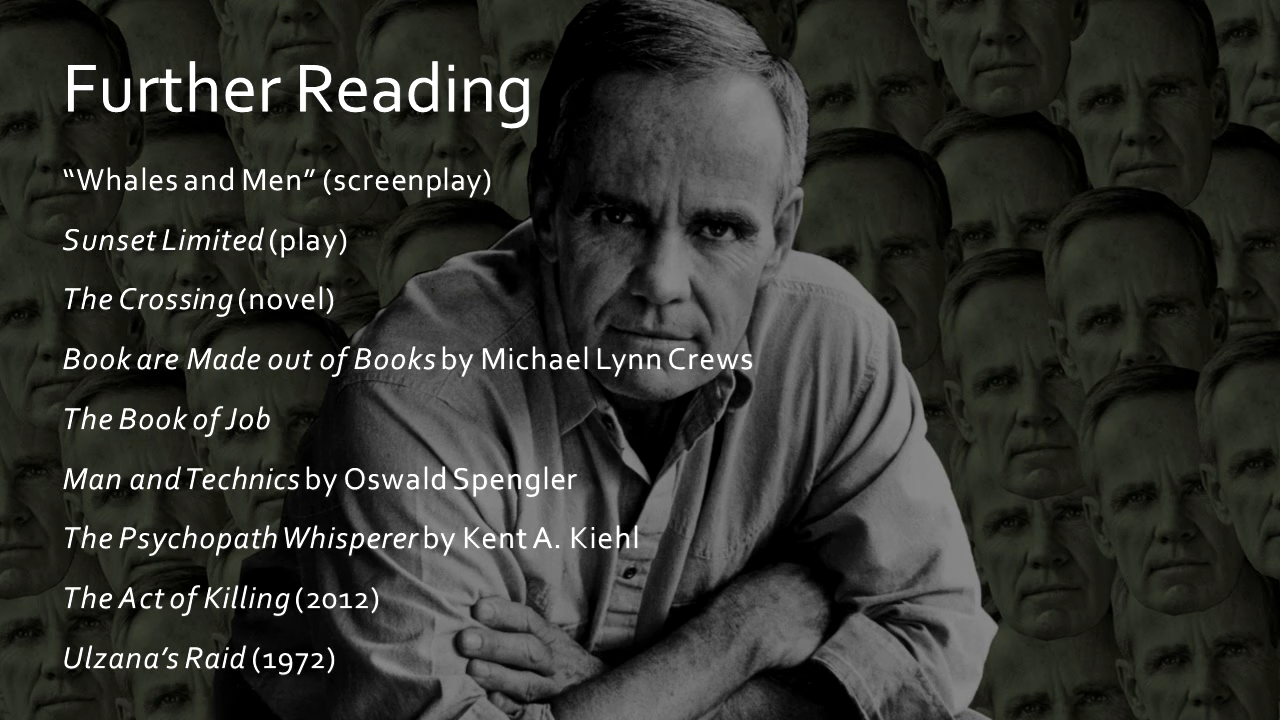 Further Reading
“Whales and Men” (screenplay)
Sunset Limited (play)
The Crossing (novel)
Book are Made out of Books by Michael Lynn Crews
The Book of Job
Man and Technics by Oswald Spengler
The Psychopath Whisperer by Kent A. Kiehl
The Act of Killing (2012)
Ulzana’s Raid (1972)